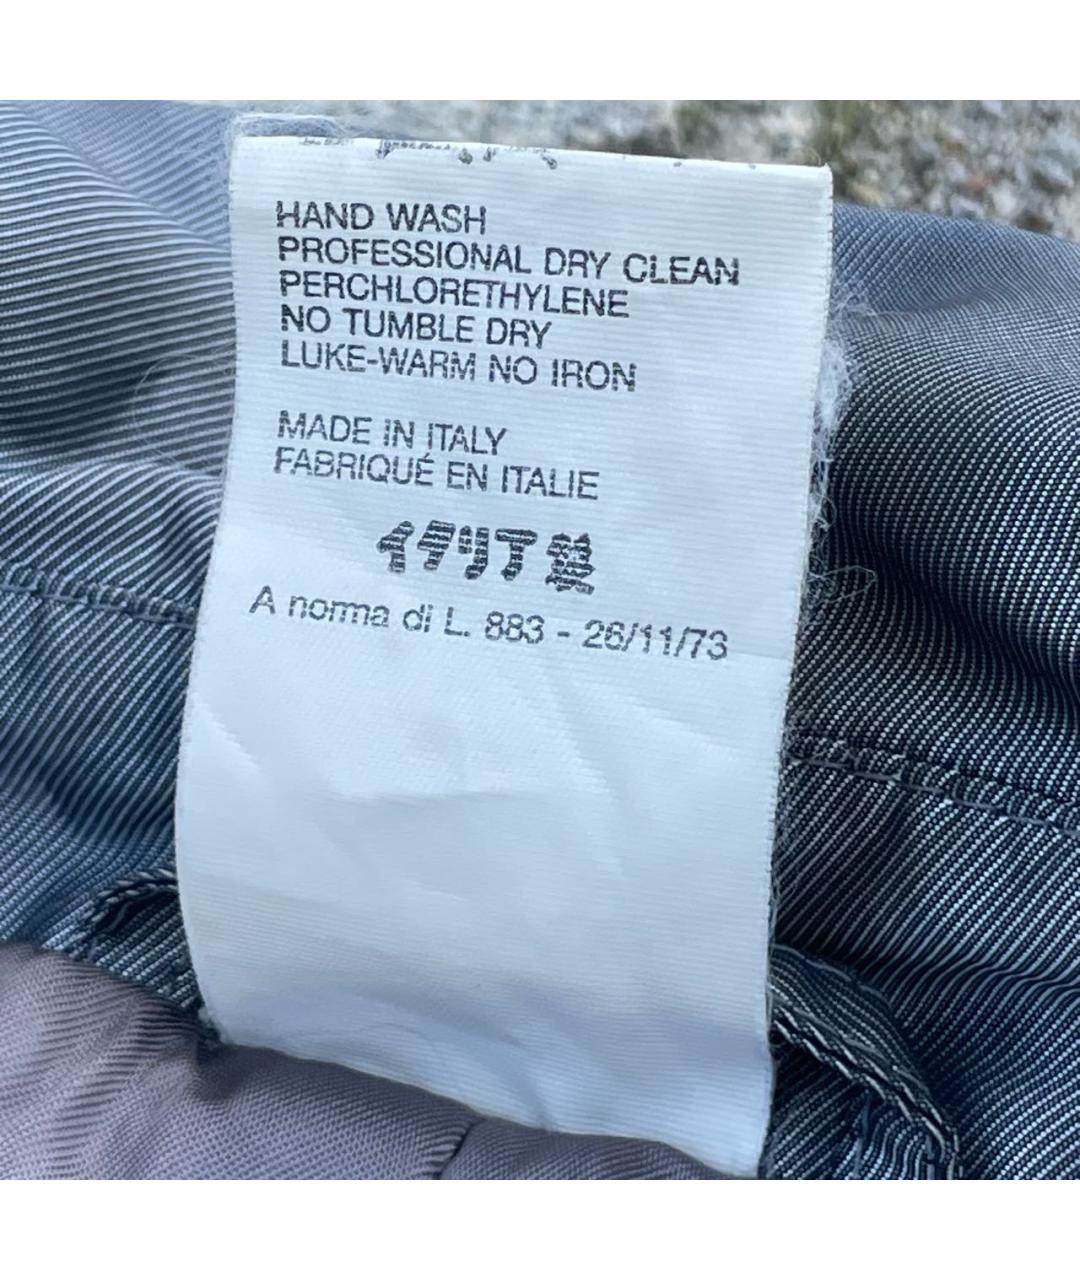 HAND WASH
PROFESSIONAL DRY CLEAN
PERCHLORETHYLENE
NO TUMBLE DRY
LUKE-WARM NO IRON
MADE IN ITALY
FABRIQUÉ EN ITALIE
イタリア製
A norma di L. 883 - 26/11/73